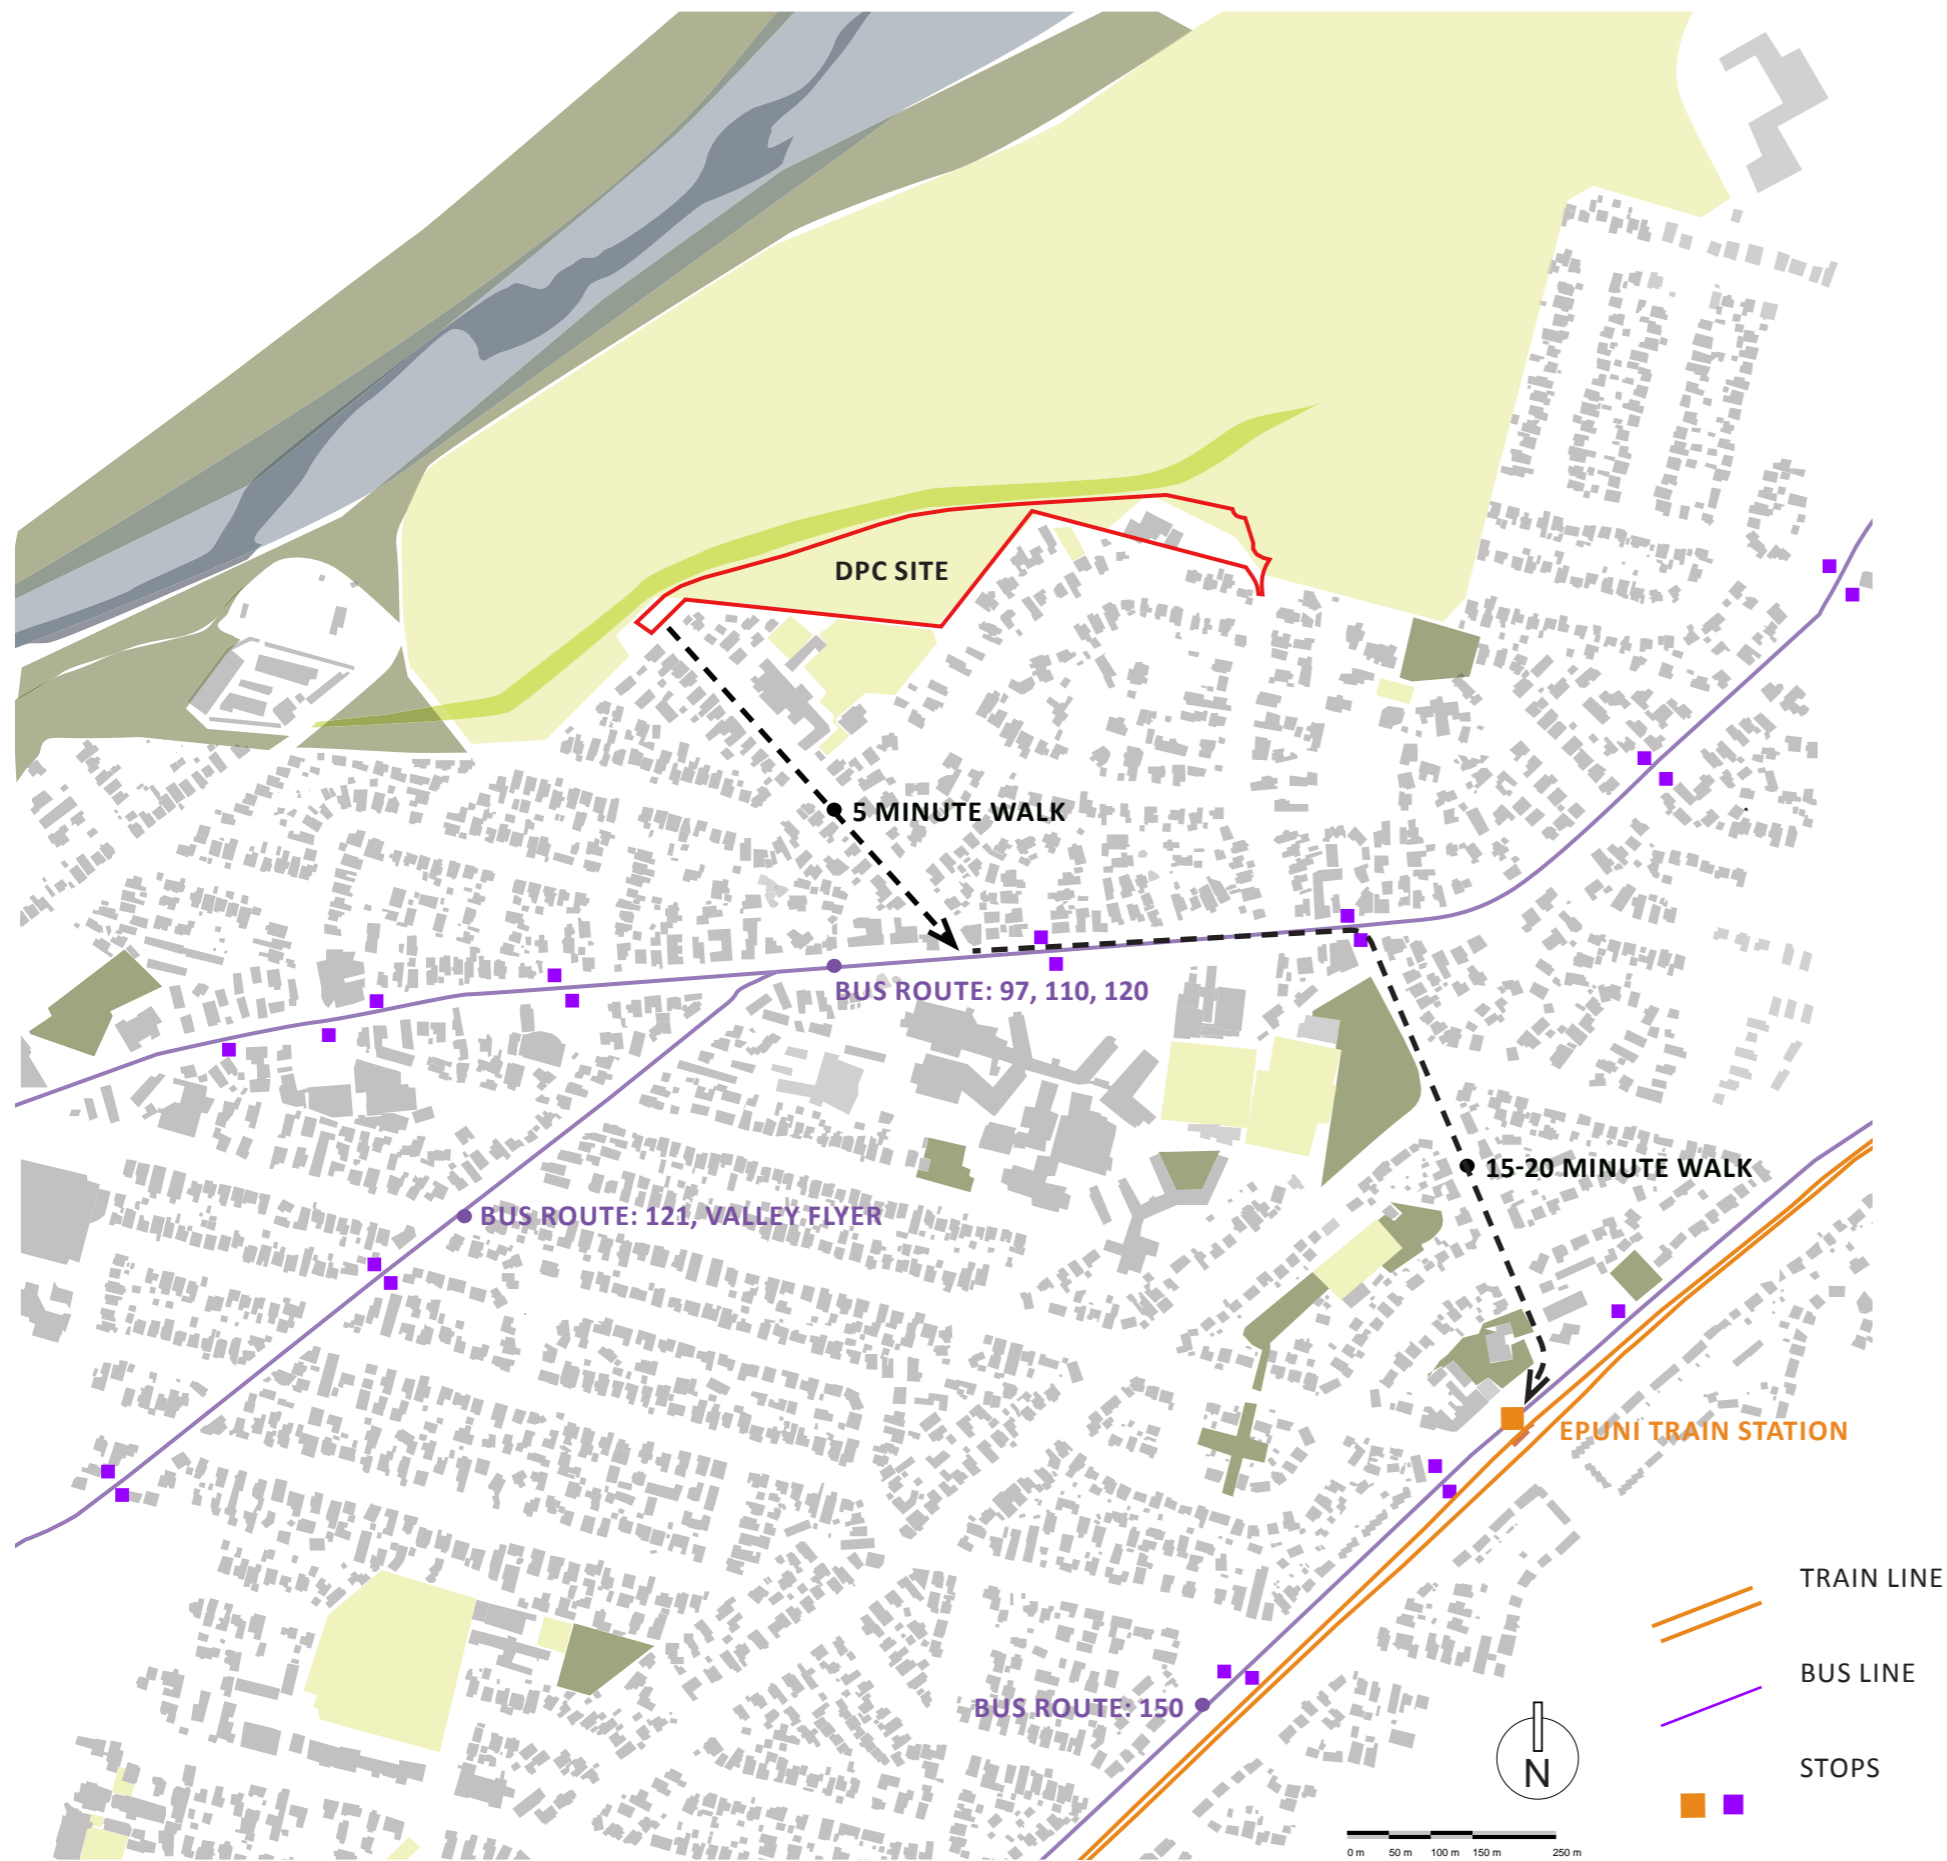 DPC SITE
5 MINUTE WALK
BUS ROUTE: 97, 110, 120
15-20 MINUTE WALK
BUS ROUTE: 121, VALLEY FLYER
EPUNI TRAIN STATION
TRAIN LINE
BUS LINE
BUS ROUTE: 150
STOPS
N
0 m 50 m 100 m 150 m 250 m